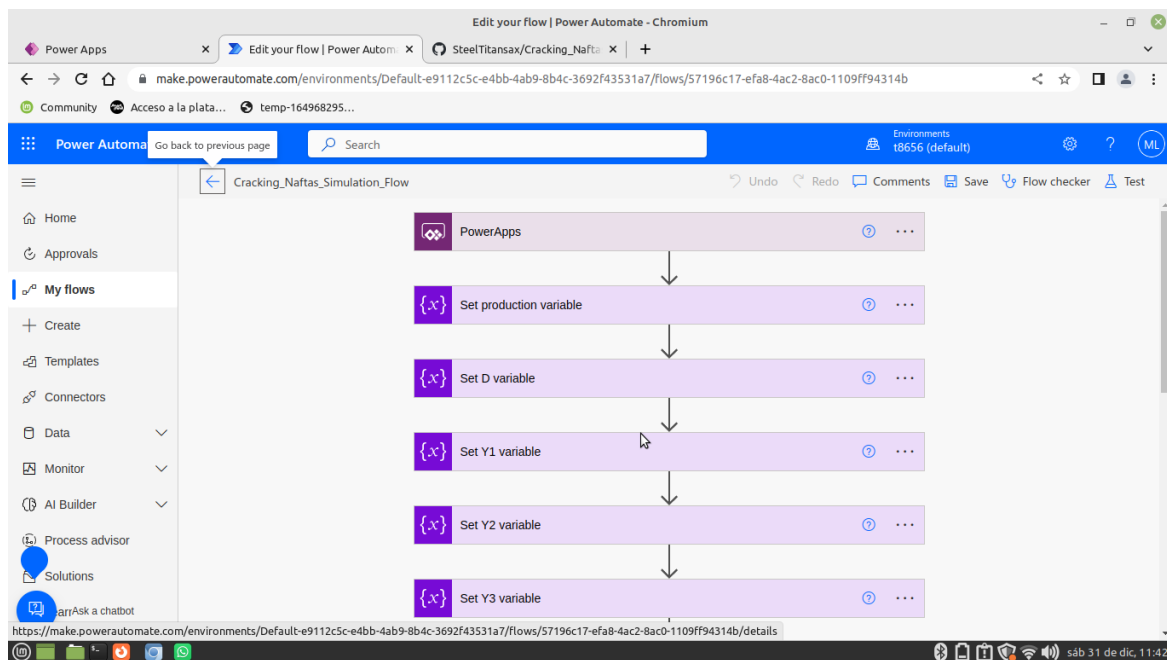 Edit your flow | Power Automate - Chromium
Power Apps
Edit your flow | Power Autom
SteelTitansax/Cracking_Nafta
make.powerautomate.com/environments/Default-e9112c5c-e4bb-4ab9-8b4c-3692f43531a7/flows/57196c17-efa8-4ac2-8ac0-1109ff94314b
Community
Acceso a la plata...
temp-164968295...
Power Automa
Go back to previous page
Search
Environments
t8656 (default)
ML
Cracking_Naftas_Simulation_Flow
Undo
Redo
Comments
Save
Flow checker
Test
Home
Approvals
My flows
Create
Templates
Connectors
Data
Monitor
AI Builder
Process advisor
Solutions
earn
Ask a chatbot
PowerApps
{x} Set production variable
{x} Set D variable
{x} Set Y1 variable
{x} Set Y2 variable
{x} Set Y3 variable
https://make.powerautomate.com/environments/Default-e9112c5c-e4bb-4ab9-8b4c-3692f43531a7/flows/57196c17-efa8-4ac2-8ac0-1109ff94314b/details
sáb 31 de dic, 11:42